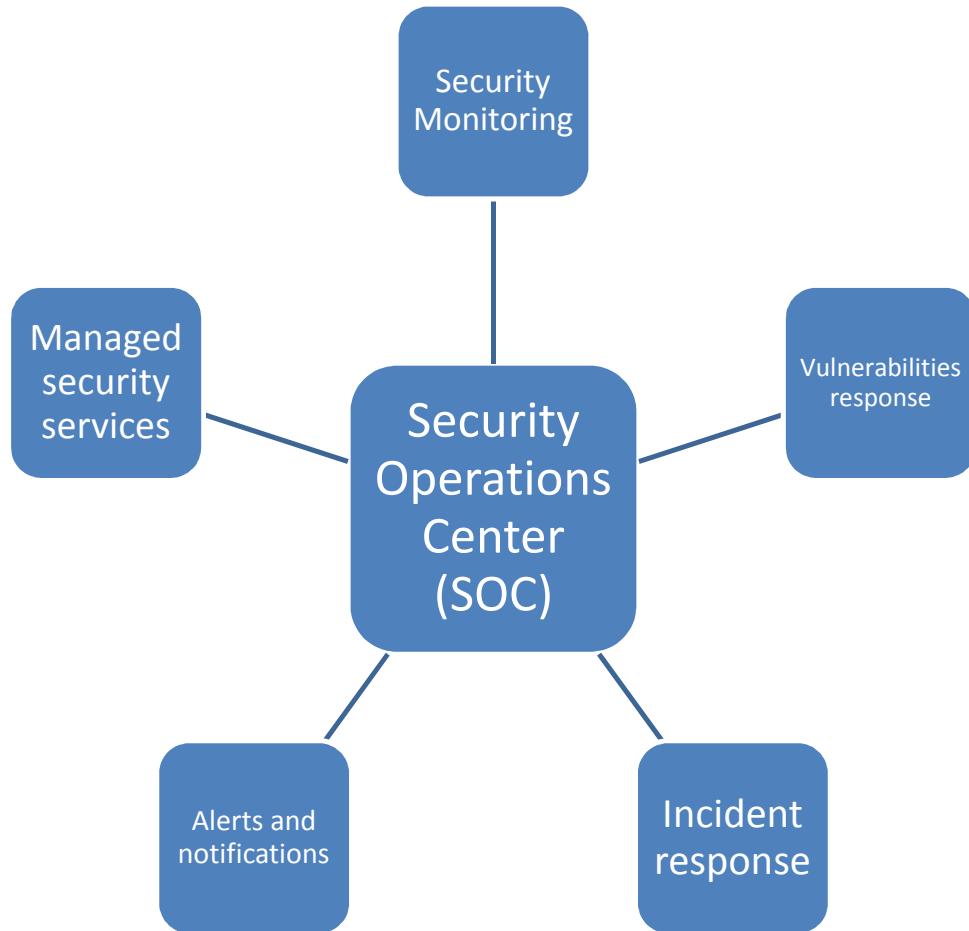 Security
Monitoring
Managed
security
services
Vulnerabilities
response
Security
Operations
Center
(SOC)
Alerts and
notifications
Incident
response